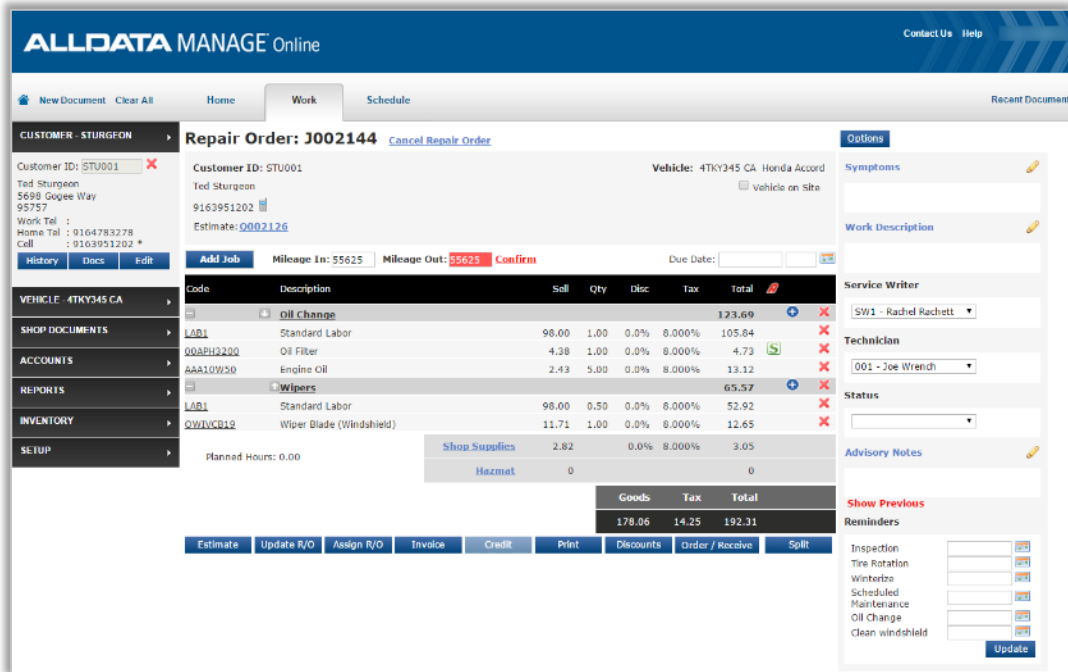 ALLDATA MANAGE Online
Contact Us Help
New Document Clear All
Home Work Schedule
Recent Document
CUSTOMER - STURGEON
Customer ID: STU001
Ted Sturgeon
5698 Gogee Way
95757
Work Tel :
Home Tel : 9164783278
Cell : 9163951202 *
History Docs Edit
VEHICLE - 4TKY345 CA
SHOP DOCUMENTS
ACCOUNTS
REPORTS
INVENTORY
SETUP
Repair Order: J002144 Cancel Repair Order
Customer ID: STU001 Vehicle: 4TKY345 CA Honda Accord
Ted Sturgeon Vehicle on Site
9163951202
Estimate: Q002126
Add Job Mileage In: 55625 Mileage Out: 55625 Confirm Due Date:
Code Description Sell Qty Disc Tax Total
Oil Change 123.69
LAB1 Standard Labor 98.00 1.00 0.0% 8.000% 105.84
00APH3200 Oil Filter 4.38 1.00 0.0% 8.000% 4.73 S
AAA10W50 Engine Oil 2.43 5.00 0.0% 8.000% 13.12
Wipers 65.57
LAB1 Standard Labor 98.00 0.50 0.0% 8.000% 52.92
OWIVCB19 Wiper Blade (Windshield) 11.71 1.00 0.0% 8.000% 12.65
Planned Hours: 0.00
Shop Supplies 2.82 0.0% 8.000% 3.05
Hazmat 0 0
Goods Tax Total
178.06 14.25 192.31
Estimate Update R/O Assign R/O Invoice Credit Print Discounts Order / Receive Split
Options
Symptoms
Work Description
Service Writer
SW1 - Rachel Rachett
Technician
001 - Joe Wrench
Status
Advisory Notes
Show Previous
Reminders
Inspection
Tire Rotation
Winterize
Scheduled
Maintenance
Oil Change
Clean windshield
Update